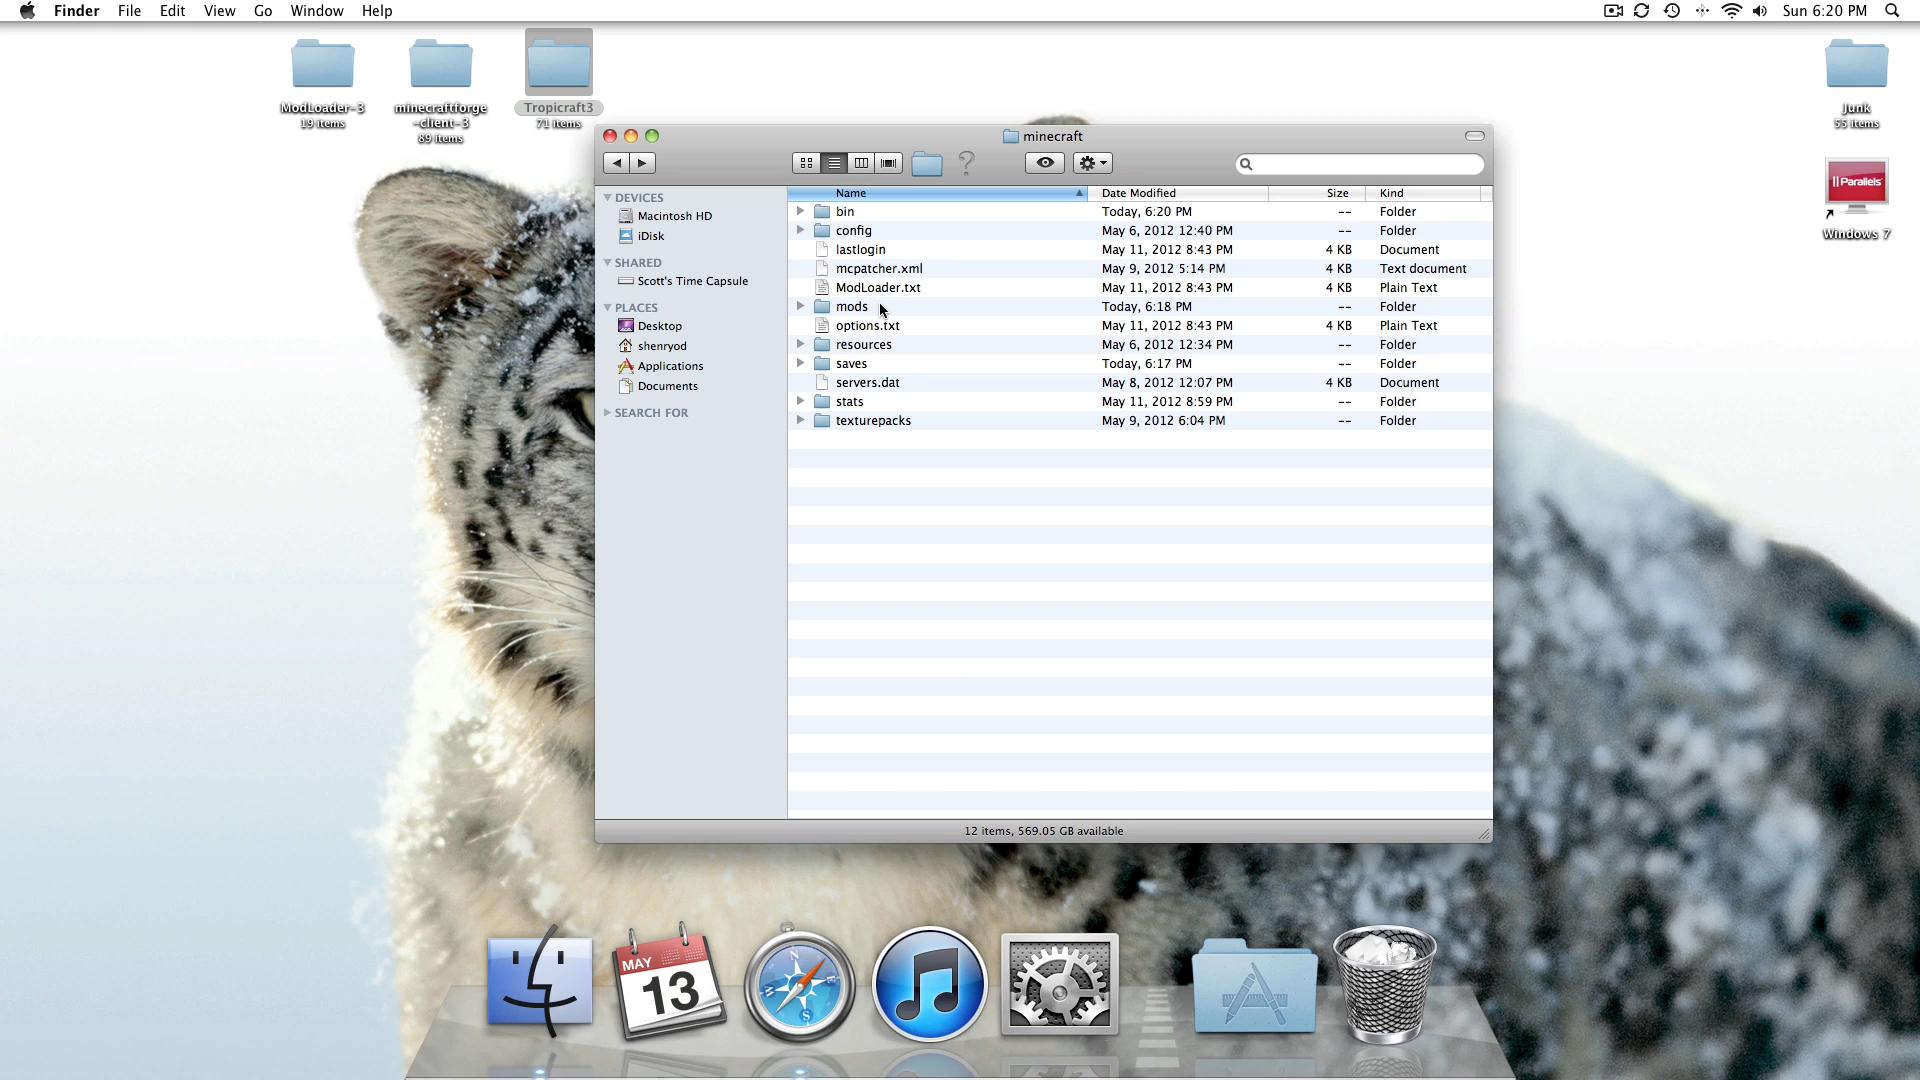 Finder File Edit View Go Window Help
Sun 6:20 PM
ModLoader-3
19 items
minecraftforge
-client-3
89 items
Tropicraft3
71 items
Junk
55 items
|| Parallels
Windows 7
minecraft
?
DEVICES
Macintosh HD
iDisk
SHARED
Scott's Time Capsule
PLACES
Desktop
shenryod
Applications
Documents
SEARCH FOR
Name Date Modified Size Kind
bin Today, 6:20 PM -- Folder
config May 6, 2012 12:40 PM -- Folder
lastlogin May 11, 2012 8:43 PM 4 KB Document
mcpatcher.xml May 9, 2012 5:14 PM 4 KB Text document
ModLoader.txt May 11, 2012 8:43 PM 4 KB Plain Text
mods Today, 6:18 PM -- Folder
options.txt May 11, 2012 8:43 PM 4 KB Plain Text
resources May 6, 2012 12:34 PM -- Folder
saves Today, 6:17 PM -- Folder
servers.dat May 8, 2012 12:07 PM 4 KB Document
stats May 11, 2012 8:59 PM -- Folder
texturepacks May 9, 2012 6:04 PM -- Folder
12 items, 569.05 GB available
MAY
13
N
E
S
W